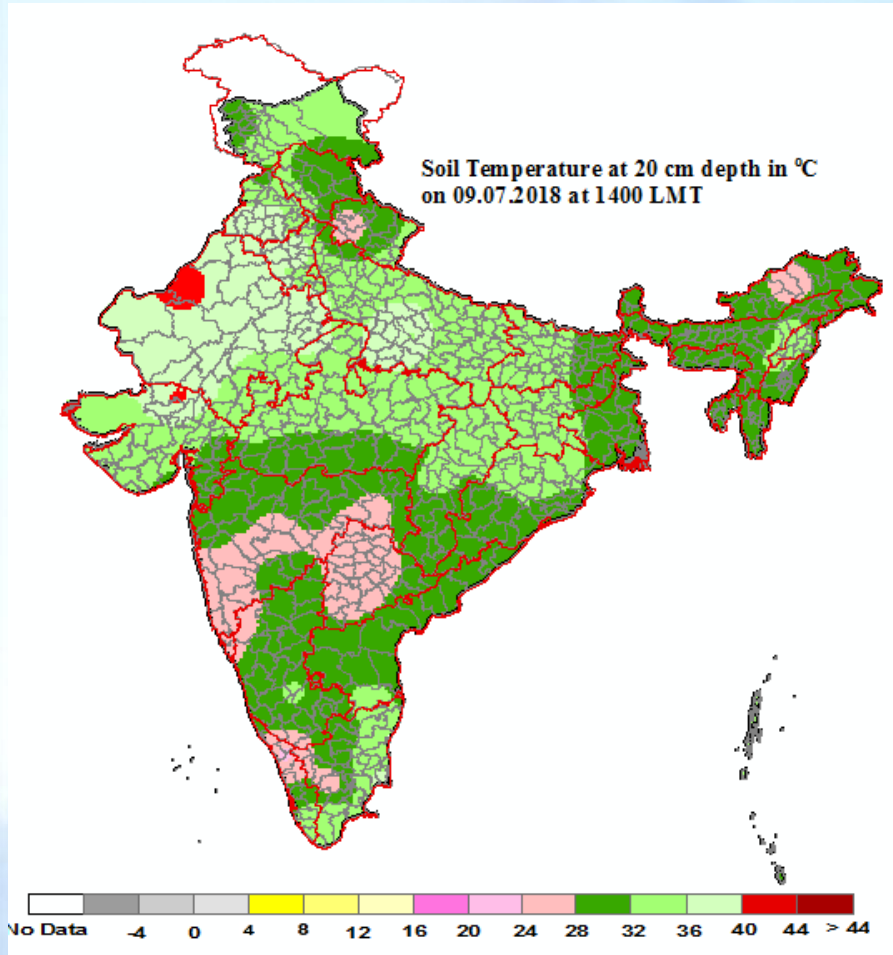 Soil Temperature at 20 cm depth in °C
on 09.07.2018 at 1400 LMT
No Data -4 0 4 8 12 16 20 24 28 32 36 40 44 > 44